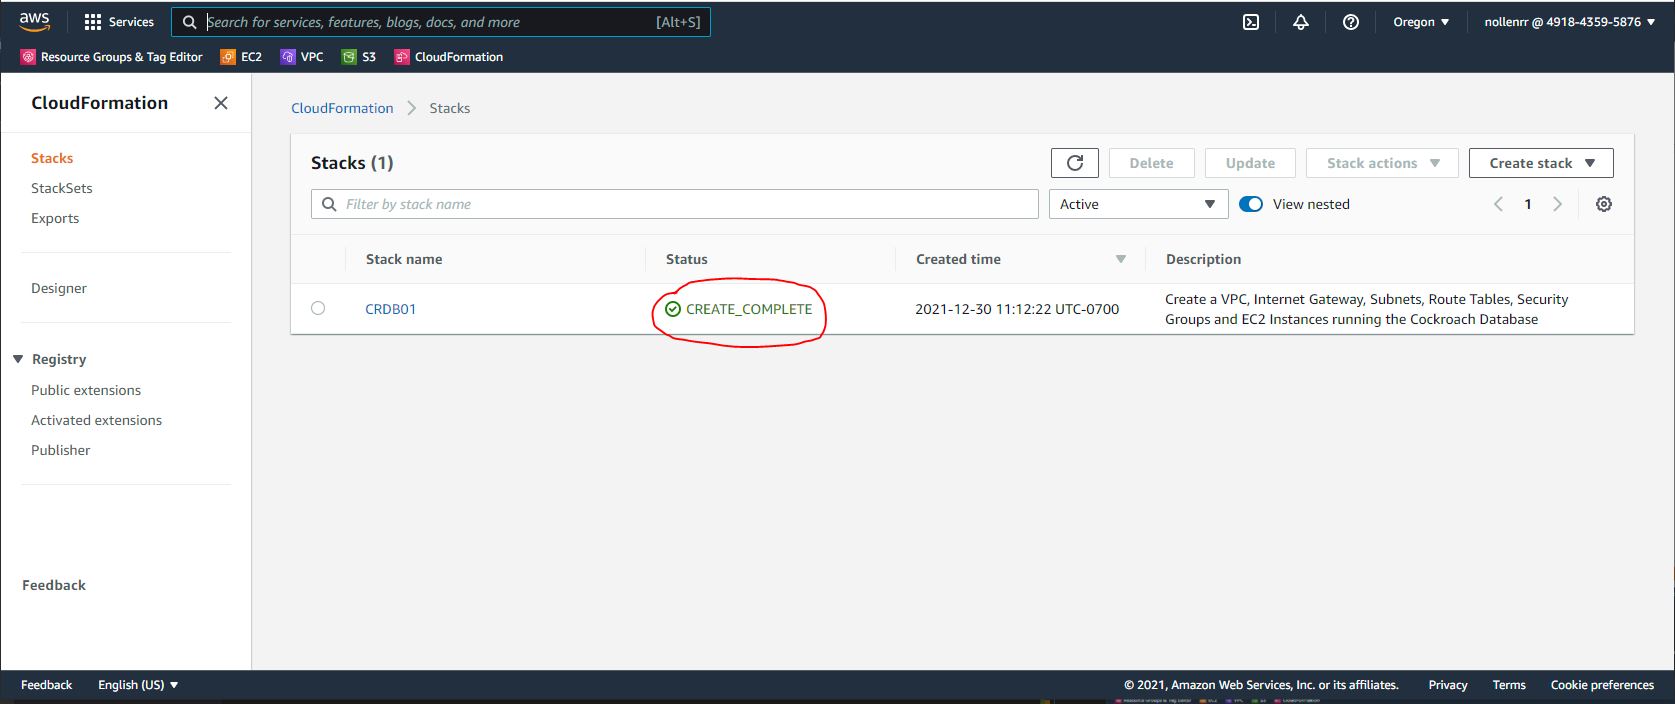 aws Services Search for services, features, blogs, docs, and more [Alt+S] Oregon nollenrr @ 4918-4359-5876
Resource Groups & Tag Editor EC2 VPC S3 CloudFormation
CloudFormation
Stacks
StackSets
Exports
Designer
Registry
Public extensions
Activated extensions
Publisher
Feedback
CloudFormation Stacks
Stacks (1) Delete Update Stack actions Create stack
Filter by stack name Active View nested 1
Stack name Status Created time Description
CRDB01 CREATE_COMPLETE 2021-12-30 11:12:22 UTC-0700 Create a VPC, Internet Gateway, Subnets, Route Tables, Security
Groups and EC2 Instances running the Cockroach Database
Feedback English (US) © 2021, Amazon Web Services, Inc. or its affiliates. Privacy Terms Cookie preferences